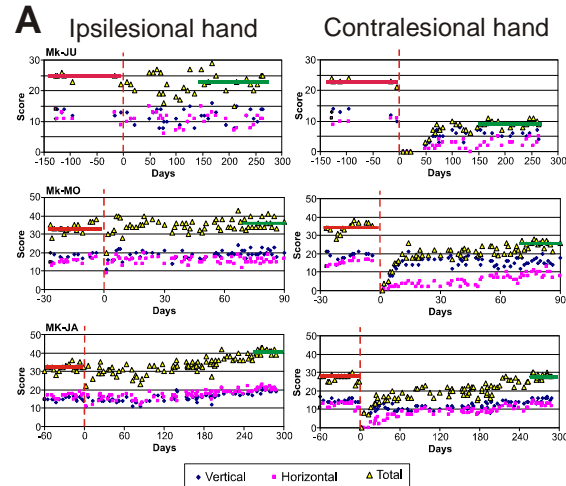 A
Ipsilesional hand
Contralesional hand
Mk-JU
30
25
20
15
10
0
Score
-150 -100 -50 0 50 100 150 200 250 300
Days
30
20
10
0
Score
-150 -100 -50 0 50 100 150 200 250 300
Days
Mk-MO
50
40
30
20
10
0
Score
-30 0 30 60 90
Days
50
40
30
20
10
0
Score
-30 0 30 60 90
Days
MK-JA
50
40
30
20
10
0
Score
-60 0 60 120 180 240 300
Days
50
40
30
20
10
0
Score
-60 0 60 120 180 240 300
Days
Vertical Horizontal Total